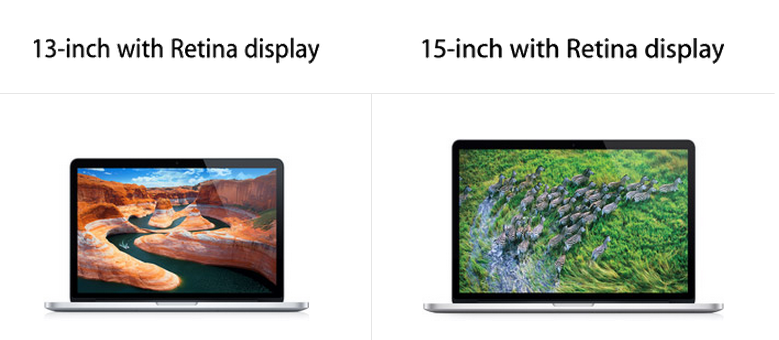 13-inch with Retina display
15-inch with Retina display